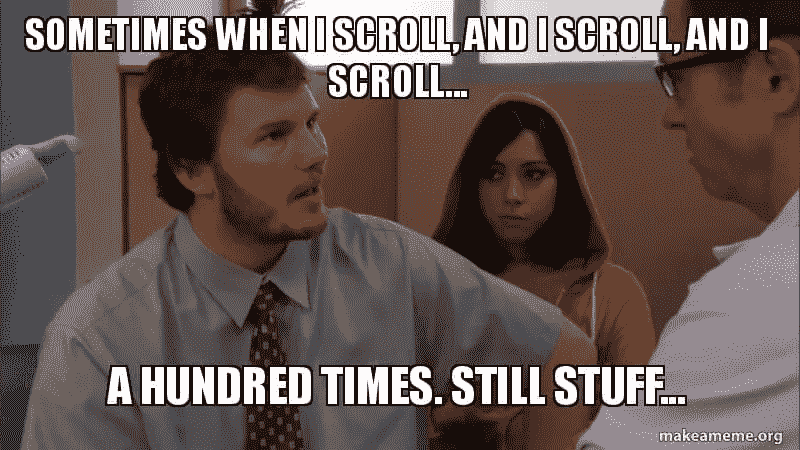 SOMETIMES WHEN I SCROLL, AND I SCROLL, AND I
SCROLL...
A HUNDRED TIMES. STILL STUFF...
makeameme.org